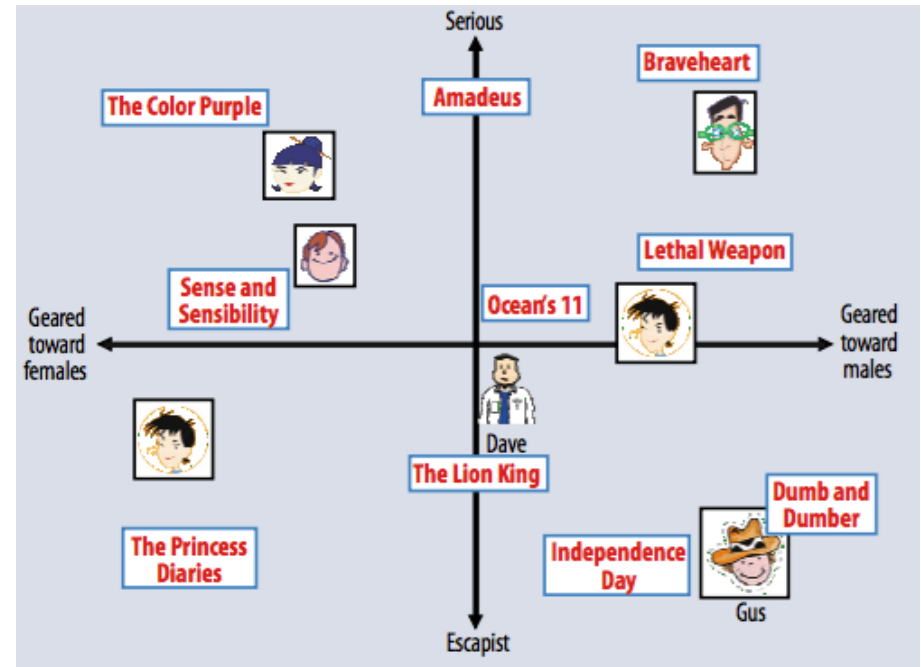 Serious
Braveheart
The Color Purple
Amadeus
Lethal Weapon
Sense and
Sensibility
Ocean's 11
Geared
toward
females
Geared
toward
males
Dave
The Lion King
Dumb and
Dumber
The Princess
Diaries
Independence
Day
Gus
Escapist